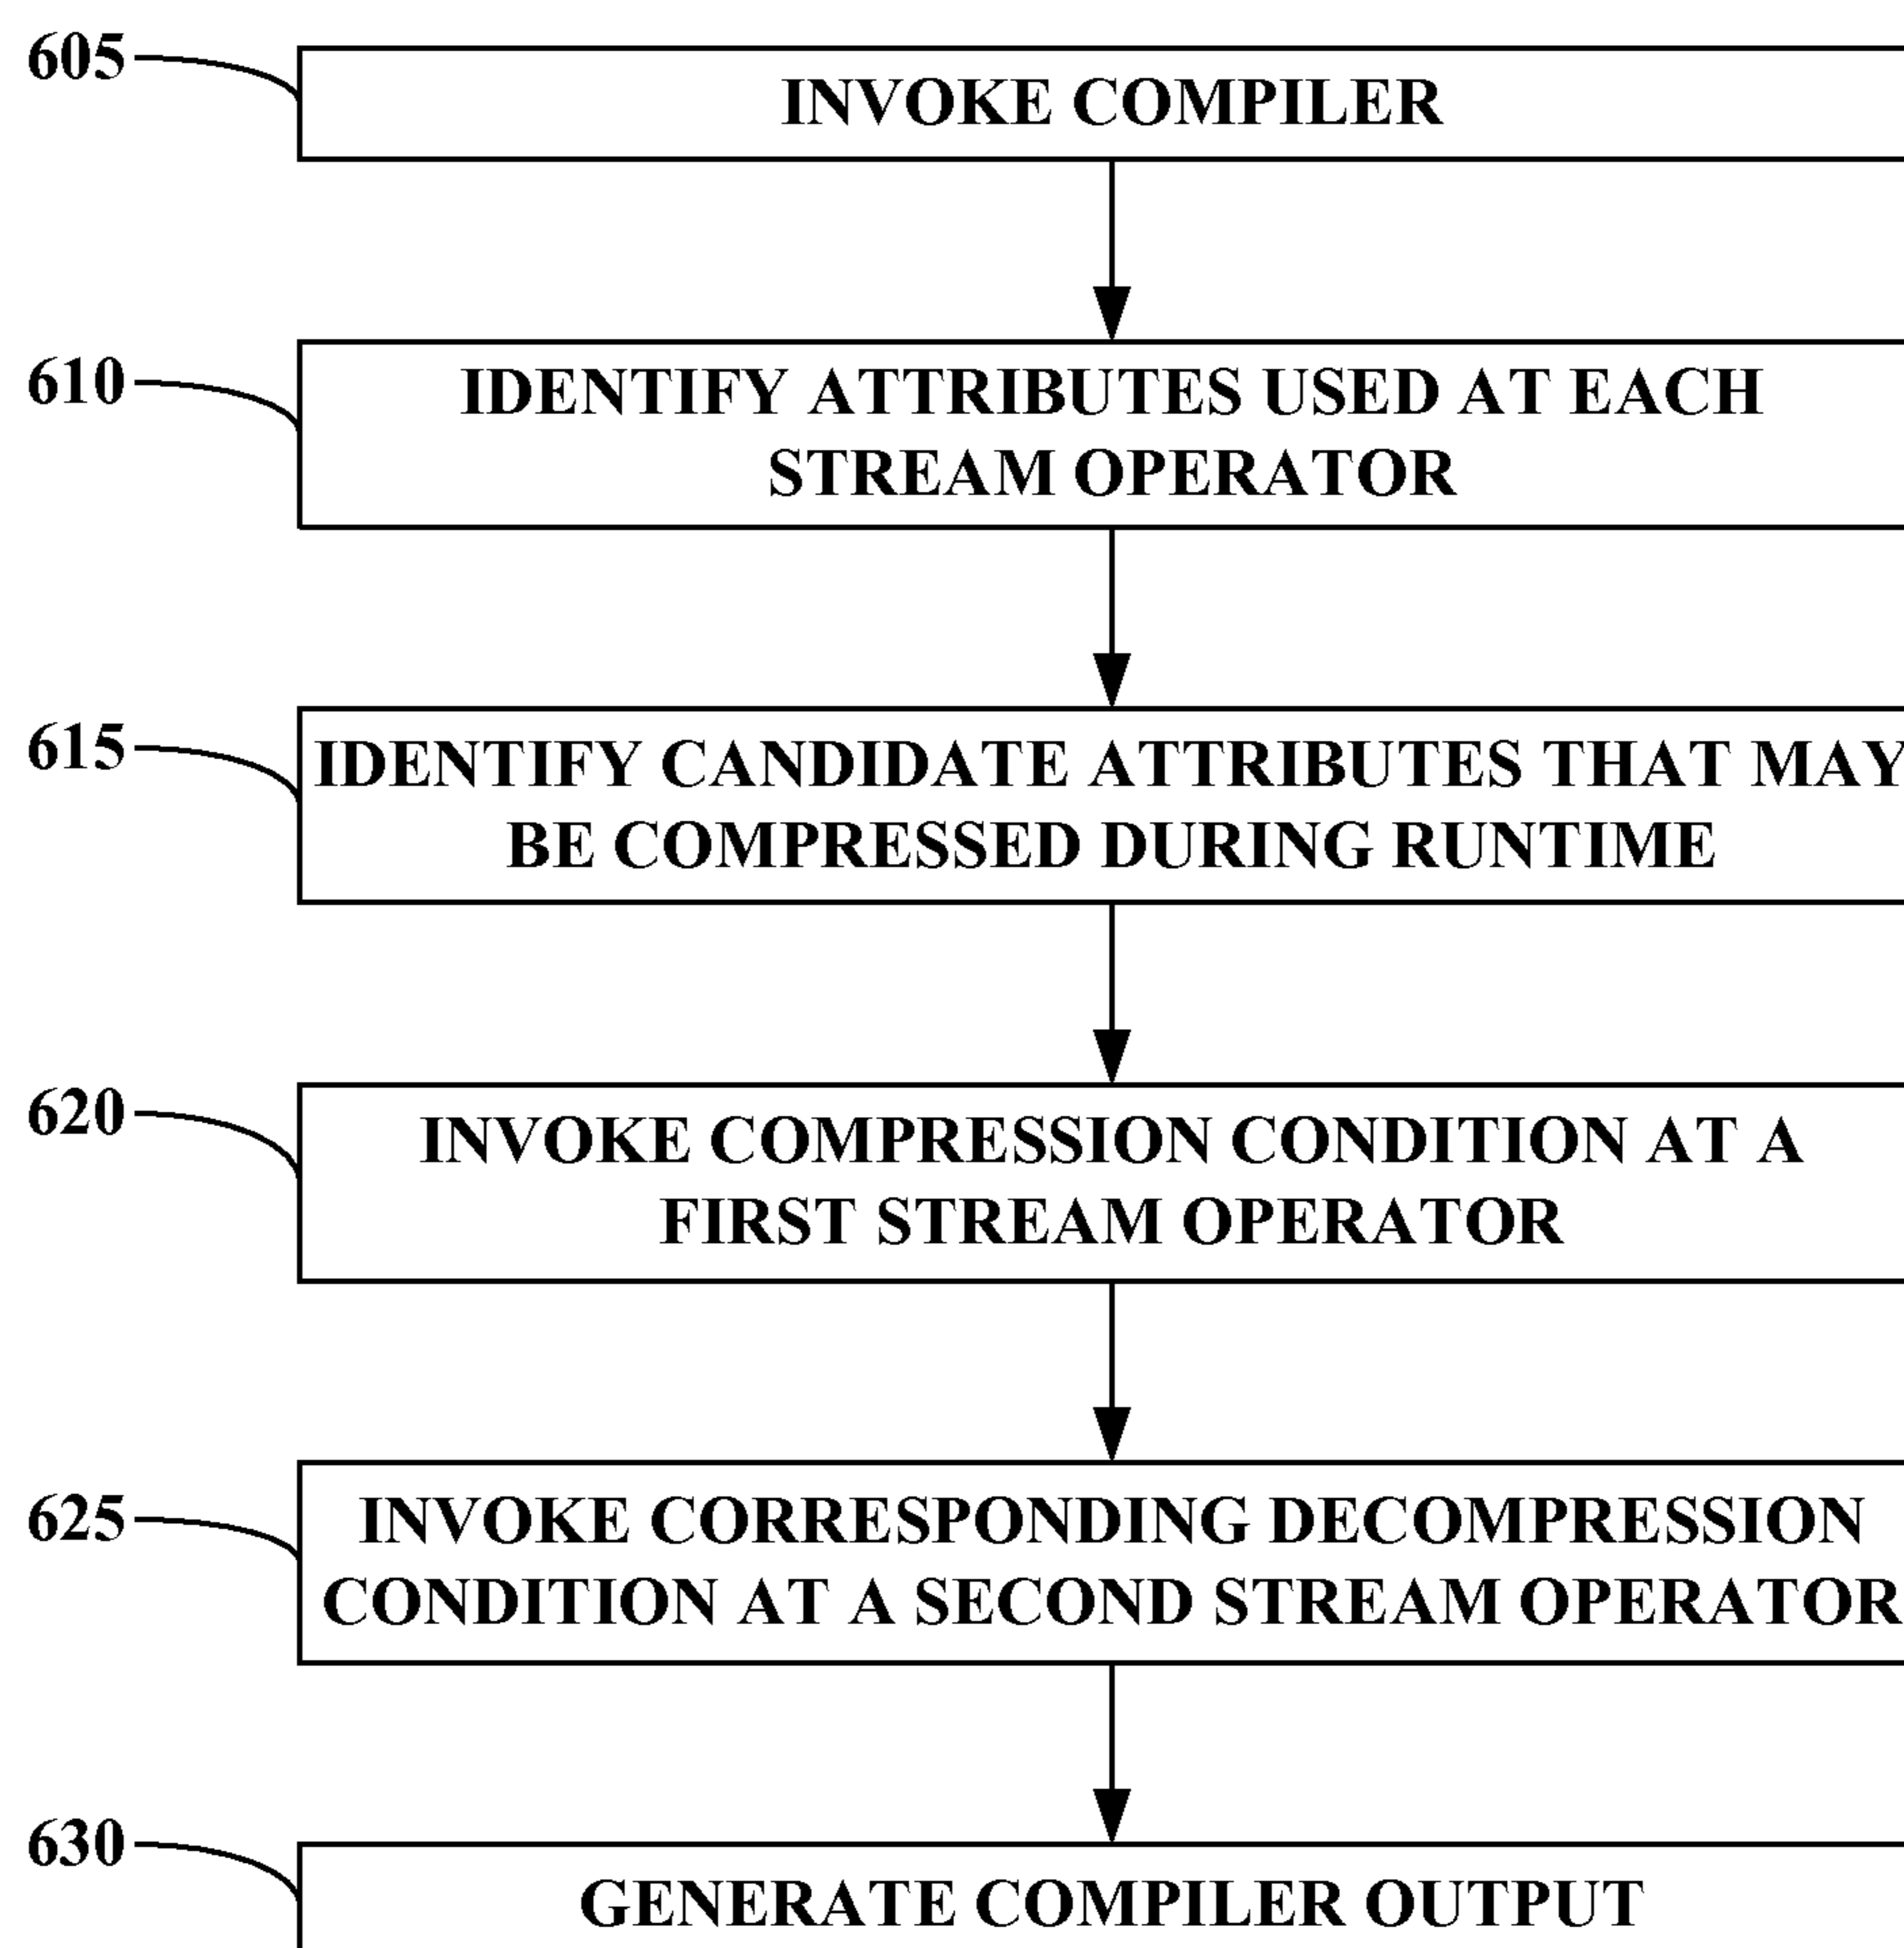 605
INVOKE COMPILER
610
IDENTIFY ATTRIBUTES USED AT EACH
STREAM OPERATOR
615
IDENTIFY CANDIDATE ATTRIBUTES THAT MAY
BE COMPRESSED DURING RUNTIME
620
INVOKE COMPRESSION CONDITION AT A
FIRST STREAM OPERATOR
625
INVOKE CORRESPONDING DECOMPRESSION
CONDITION AT A SECOND STREAM OPERATOR
630
GENERATE COMPILER OUTPUT